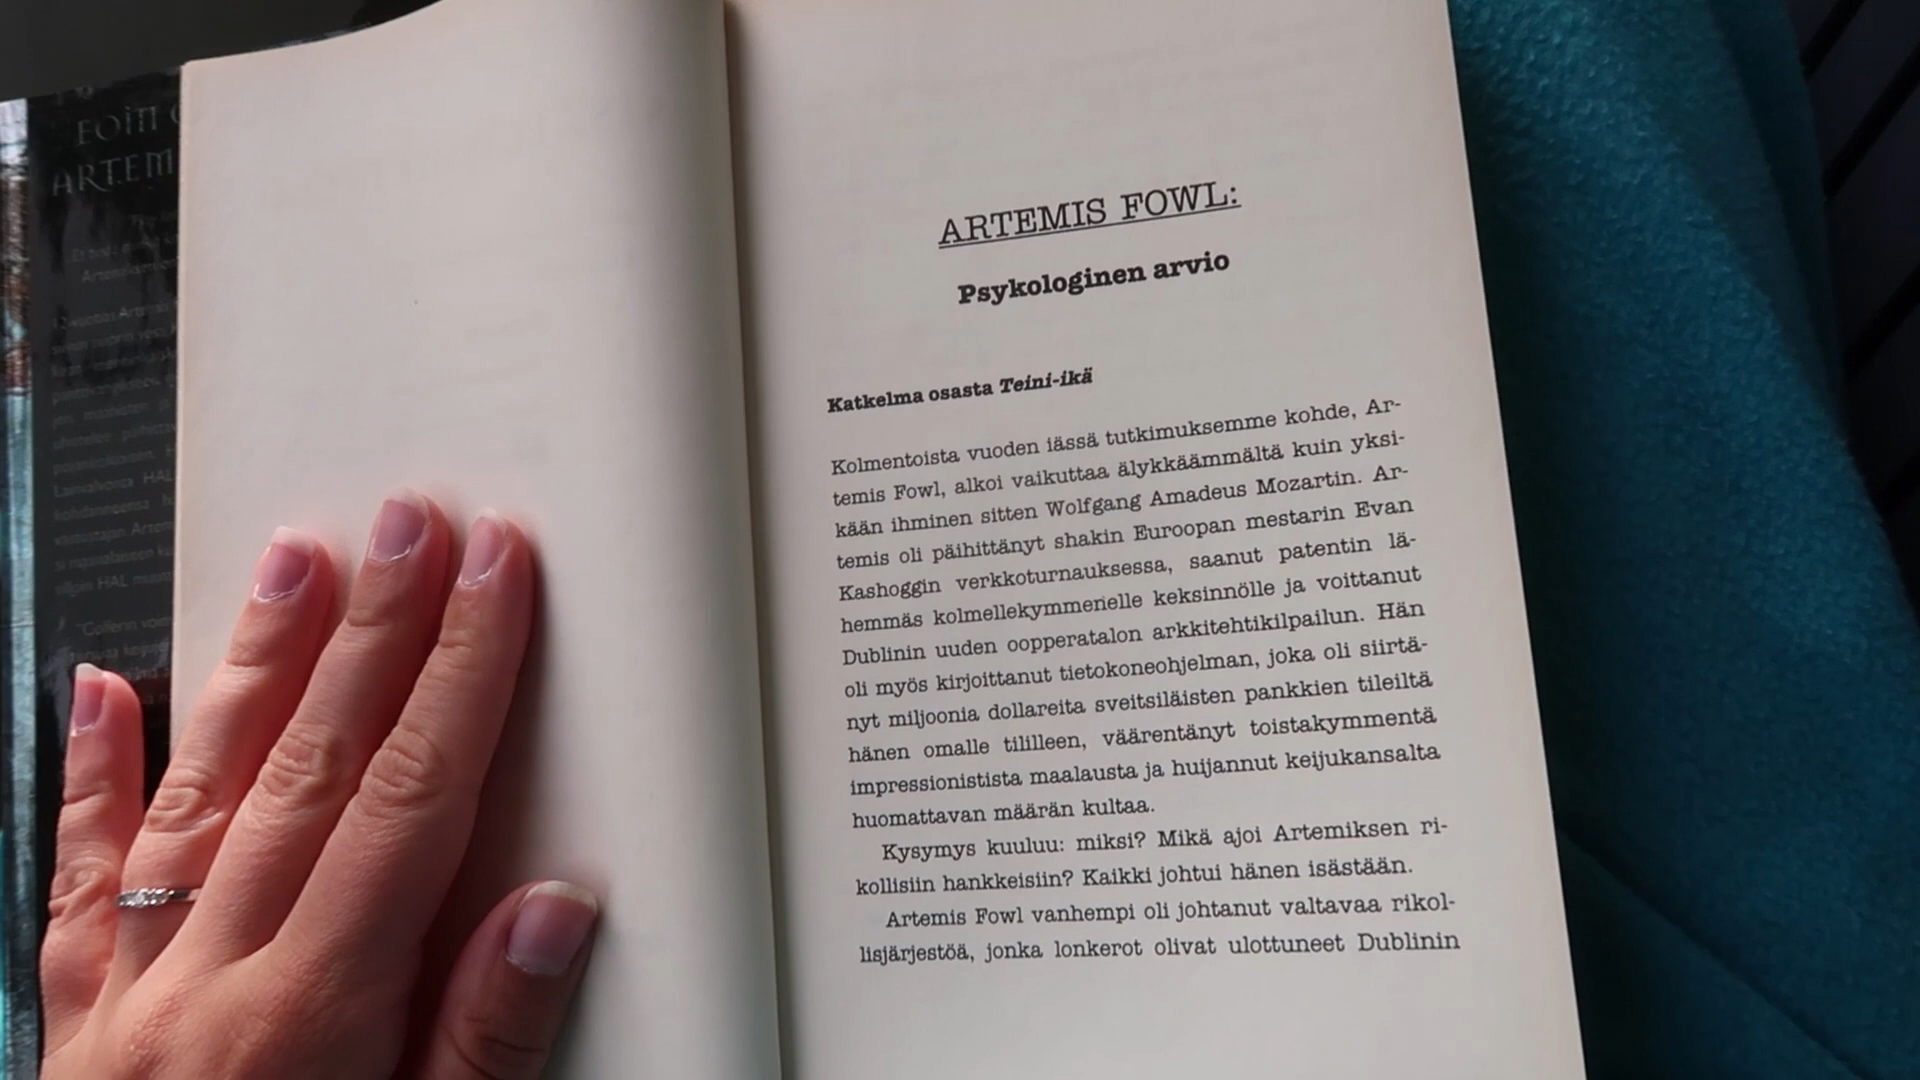 EOIN
ARTEM
ARTEMIS FOWL:
Psykologinen arvio
Katkelma osasta Teini-ikä
Kolmentoista vuoden iässä tutkimuksemme kohde, Ar-
temis Fowl, alkoi vaikuttaa älykkäämmältä kuin yksi-
kään ihminen sitten Wolfgang Amadeus Mozartin. Ar-
temis oli päihittänyt shakin Euroopan mestarin Evan
Kashoggin verkkoturnauksessa, saanut patentin lä-
hemmäs kolmellekymmenelle keksinnölle ja voittanut
Dublinin uuden oopperatalon arkkitehtikilpailun. Hän
oli myös kirjoittanut tietokoneohjelman, joka oli siirtä-
nyt miljoonia dollareita sveitsiläisten pankkien tileiltä
hänen omalle tililleen, väärentänyt toistakymmentä
impressionistista maalausta ja huijannut keijukansalta
huomattavan määrän kultaa.
Kysymys kuuluu: miksi? Mikä ajoi Artemiksen ri-
kollisiin hankkeisiin? Kaikki johtui hänen isästään.
Artemis Fowl vanhempi oli johtanut valtavaa rikol-
lisjärjestöä, jonka lonkerot olivat ulottuneet Dublinin